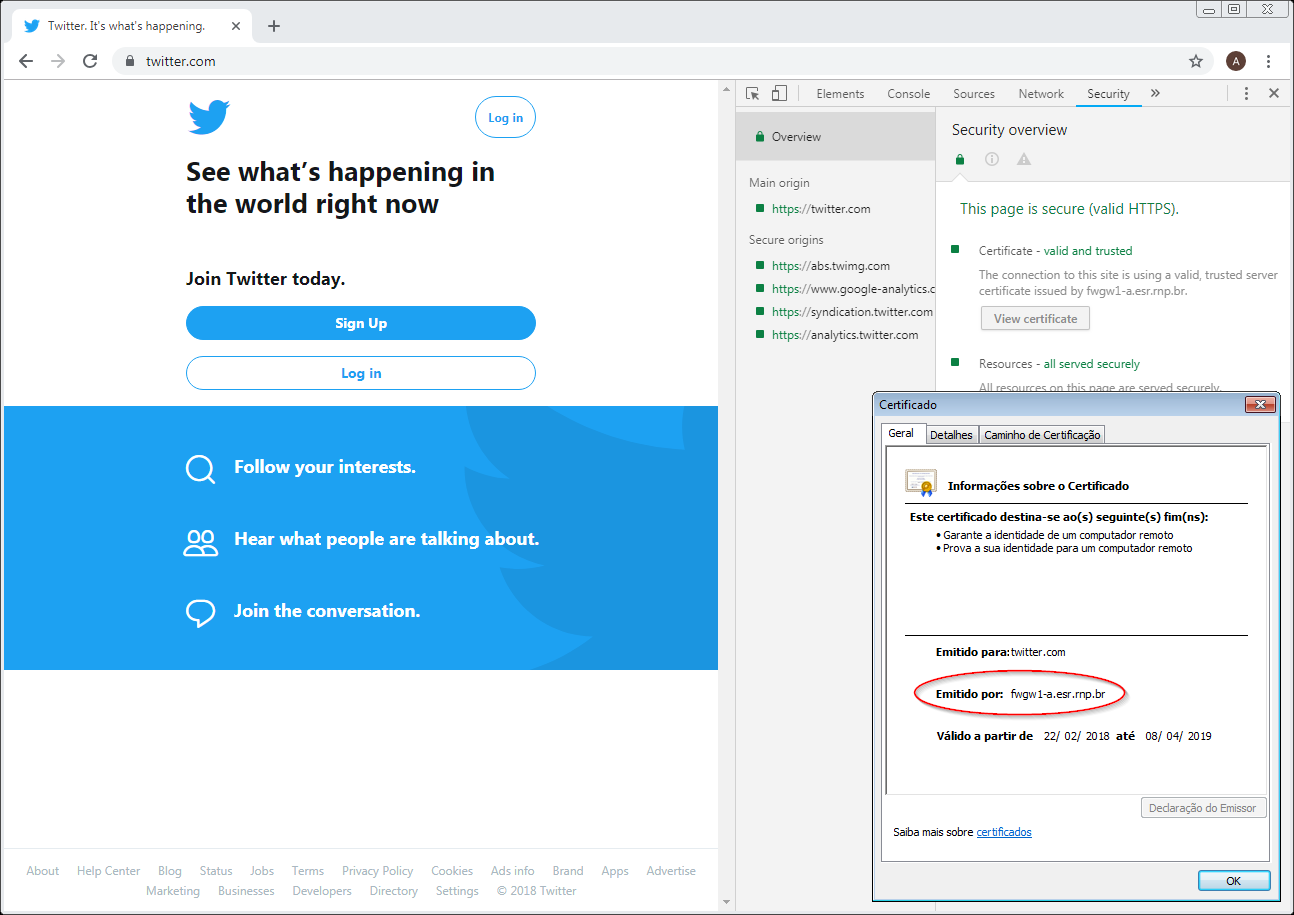 Twitter. It's what's happening.
twitter.com
A
Log in
See what's happening in
the world right now
Join Twitter today.
Sign Up
Log in
Follow your interests.
Hear what people are talking about.
Join the conversation.
About Help Center Blog Status Jobs Terms Privacy Policy Cookies Ads info Brand Apps Advertise
Marketing Businesses Developers Directory Settings © 2018 Twitter
Elements Console Sources Network Security »
Overview
Main origin
https://twitter.com
Secure origins
https://abs.twimg.com
https://www.google-analytics.c
https://syndication.twitter.com
https://analytics.twitter.com
Security overview
This page is secure (valid HTTPS).
Certificate - valid and trusted
The connection to this site is using a valid, trusted server
certificate issued by fwgw1-a.esr.rnp.br.
View certificate
Resources - all served securely
All resources on this page are served securely.
Certificado
Geral Detalhes Caminho de Certificação
Informações sobre o Certificado
Este certificado destina-se ao(s) seguinte(s) fim(ns):
• Garante a identidade de um computador remoto
• Prova a sua identidade para um computador remoto
Emitido para: twitter.com
Emitido por: fwgw1-a.esr.rnp.br
Válido a partir de 22/ 02/ 2018 até 08/ 04/ 2019
Declaração do Emissor
Saiba mais sobre certificados
OK